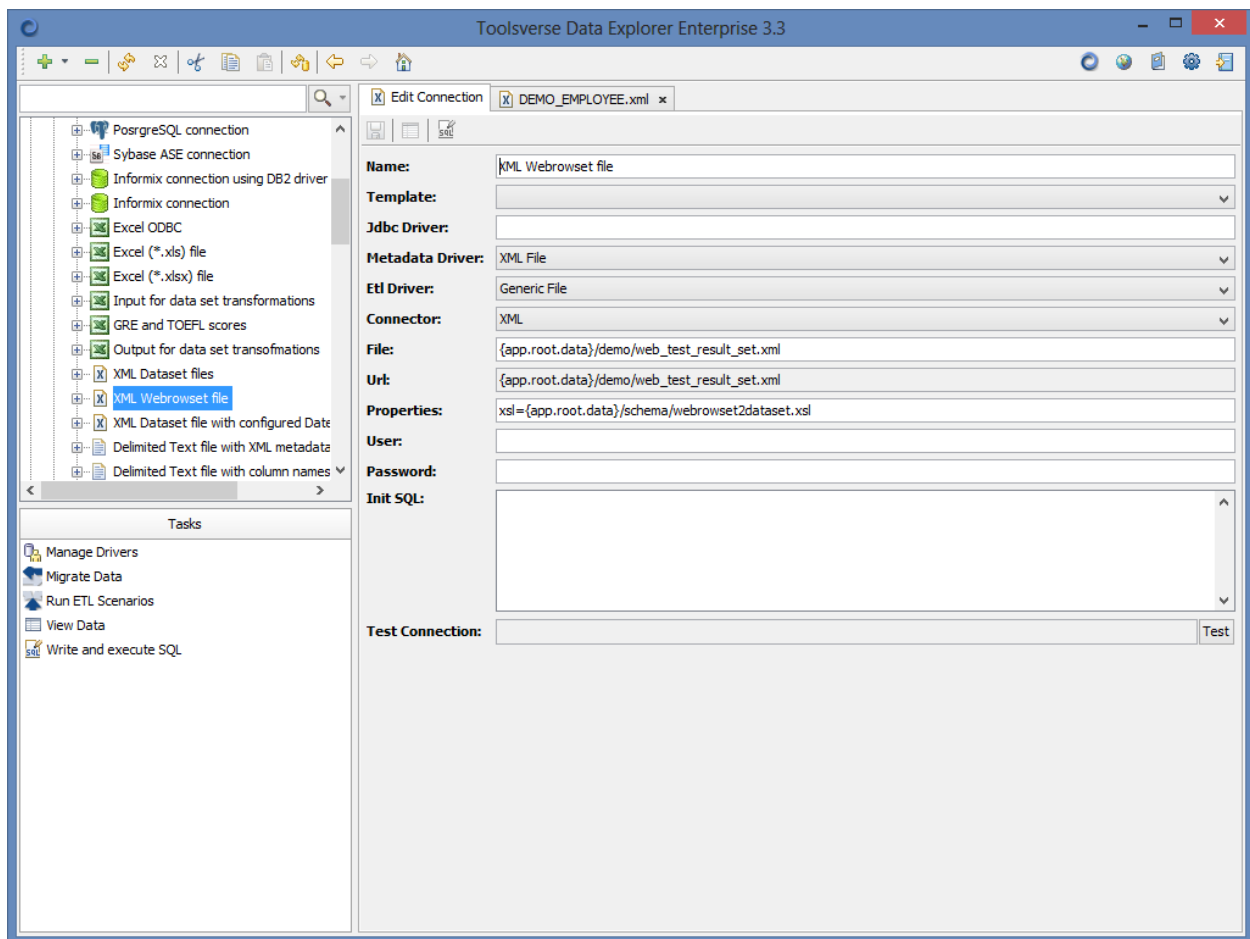 Toolsverse Data Explorer Enterprise 3.3
PosrgreSQL connection
Sybase ASE connection
Informix connection using DB2 driver
Informix connection
Excel ODBC
Excel (*.xls) file
Excel (*.xlsx) file
Input for data set transformations
GRE and TOEFL scores
Output for data set transofmations
XML Dataset files
XML Webrowset file
XML Dataset file with configured Date
Delimited Text file with XML metadata
Delimited Text file with column names
Tasks
Manage Drivers
Migrate Data
Run ETL Scenarios
View Data
Write and execute SQL
Edit Connection DEMO_EMPLOYEE.xml
Name: XML Webrowset file
Template:
Jdbc Driver:
Metadata Driver: XML File
Etl Driver: Generic File
Connector: XML
File: {app.root.data}/demo/web_test_result_set.xml
Url: {app.root.data}/demo/web_test_result_set.xml
Properties: xsl={app.root.data}/schema/webrowset2dataset.xsl
User:
Password:
Init SQL:
Test Connection: Test